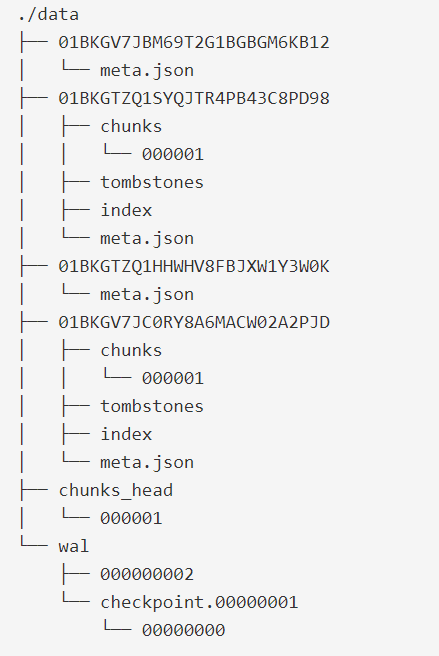 ./data
├── 01BKGV7JBM69T2G1BGBGM6KB12
│   └── meta.json
├── 01BKGTZQ1SYQJTR4PB43C8PD98
│   ├── chunks
│   │   └── 000001
│   ├── tombstones
│   ├── index
│   └── meta.json
├── 01BKGTZQ1HHWHV8FBJXW1Y3W0K
│   └── meta.json
├── 01BKGV7JC0RY8A6MACW02A2PJD
│   ├── chunks
│   │   └── 000001
│   ├── tombstones
│   ├── index
│   └── meta.json
├── chunks_head
│   └── 000001
└── wal
    ├── 000000002
    └── checkpoint.00000001
        └── 00000000